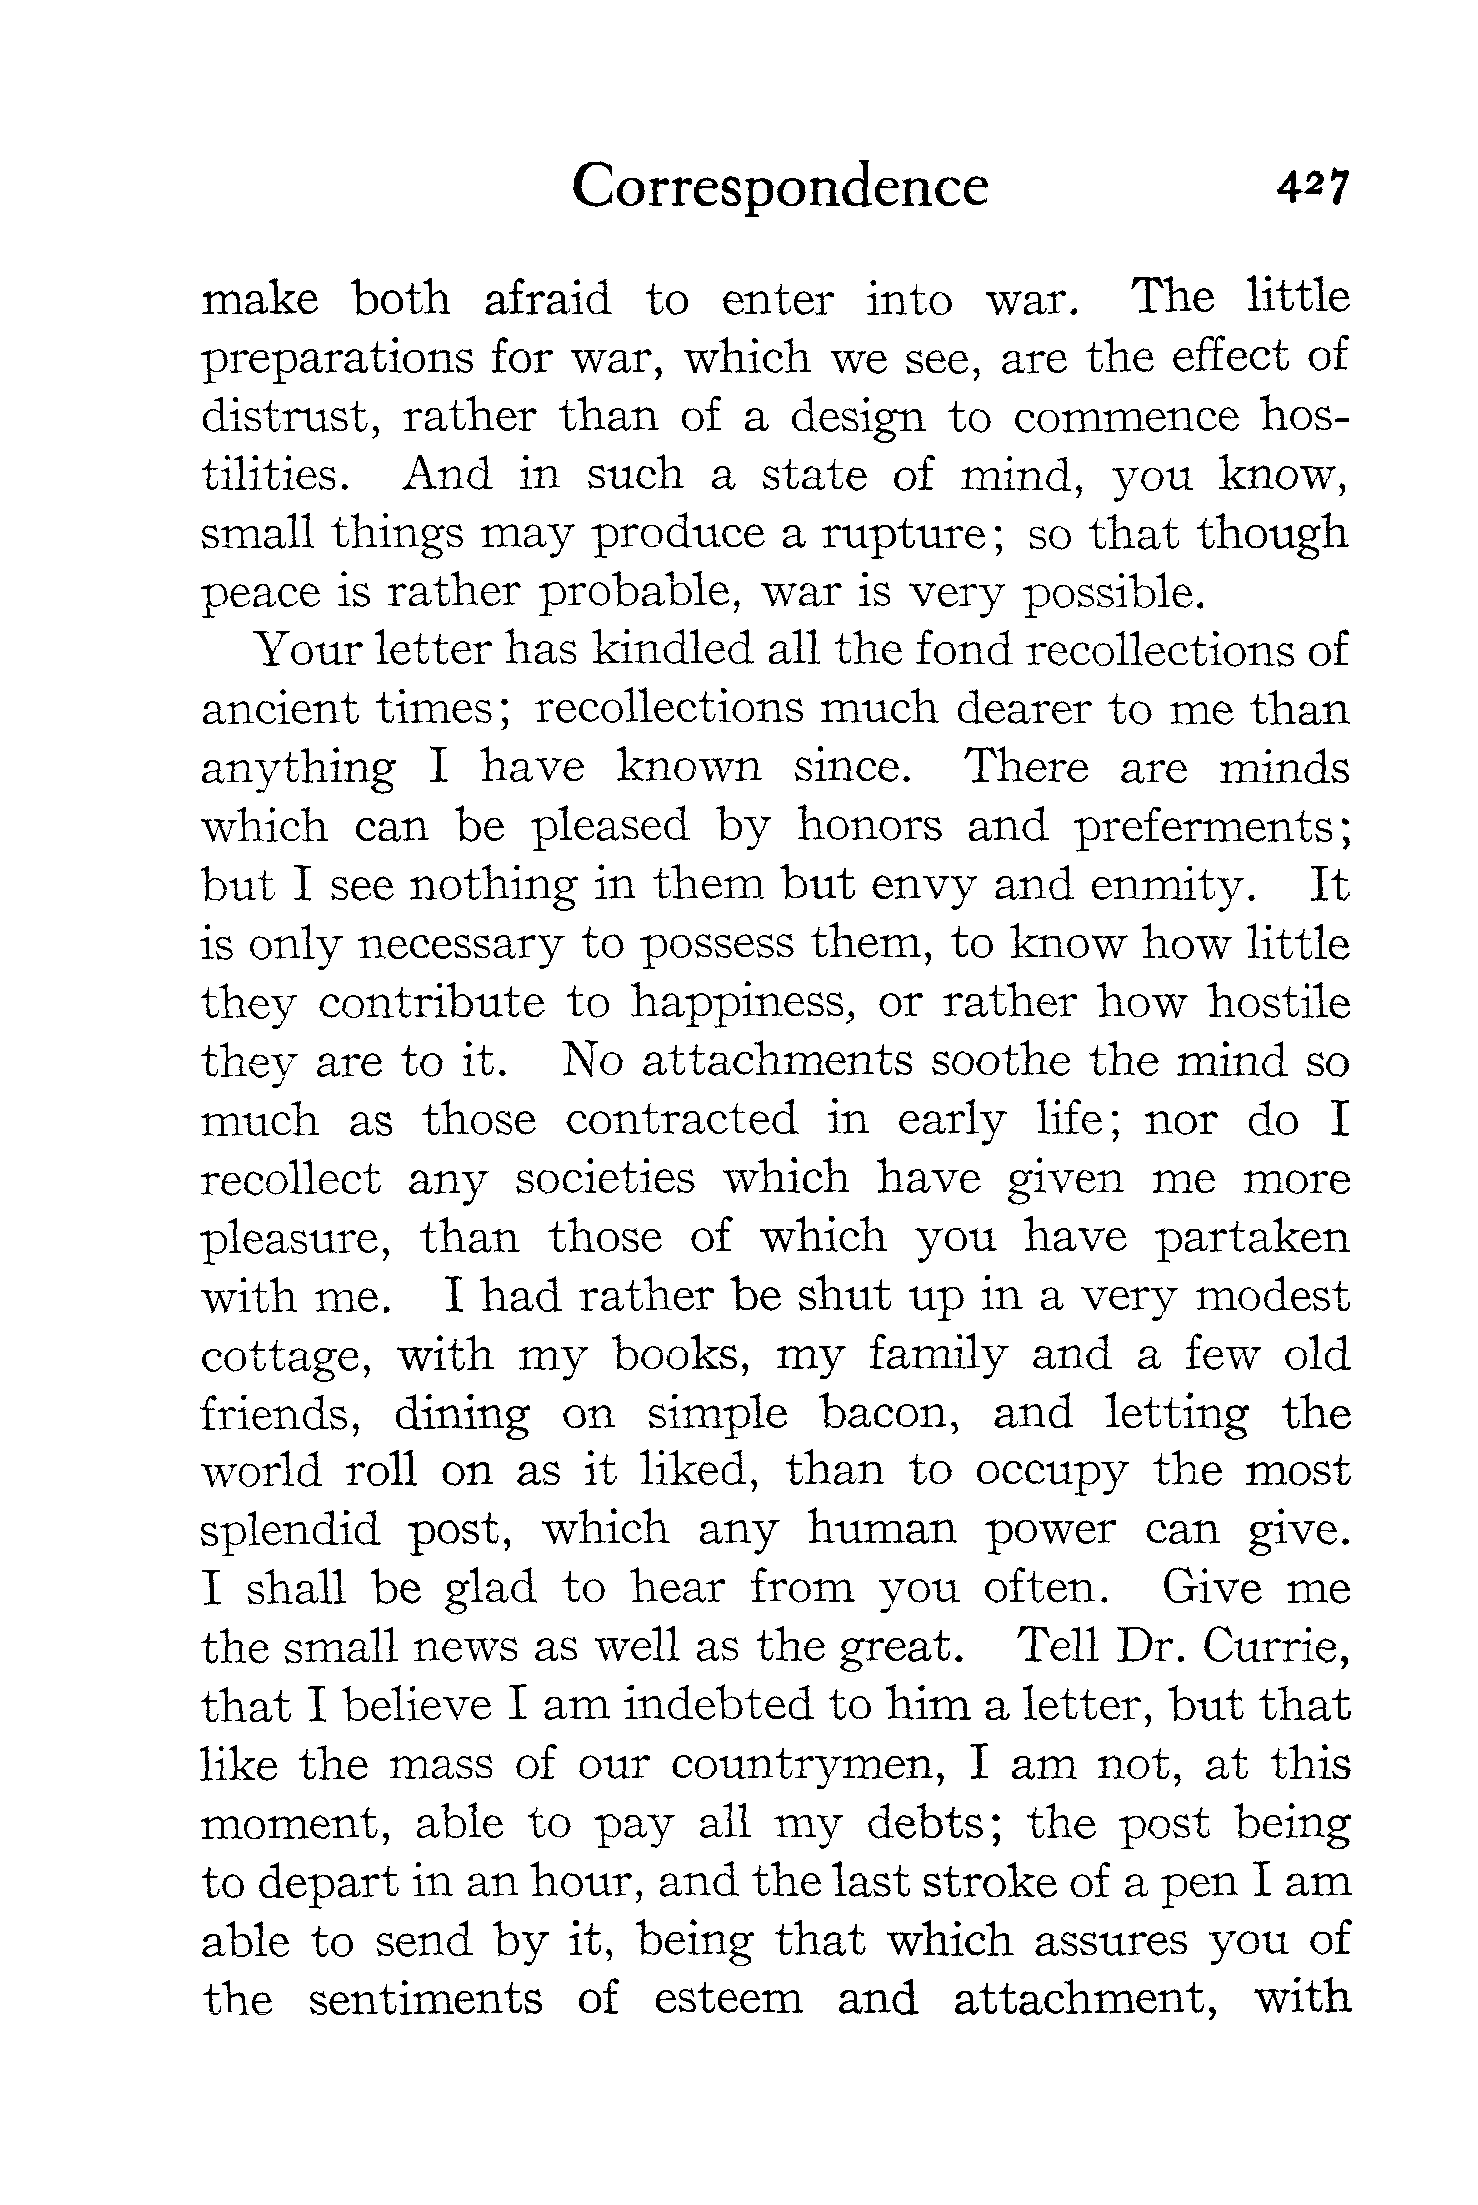 Correspondence 427
make both afraid to enter into war. The little
preparations for war, which we see, are the effect of
distrust, rather than of a design to commence hos-
tilities. And in such a state of mind, you know,
small things may produce a rupture; so that though
peace is rather probable, war is very possible.
Your letter has kindled all the fond recollections of
ancient times; recollections much dearer to me than
anything I have known since. There are minds
which can be pleased by honors and preferments;
but I see nothing in them but envy and enmity. It
is only necessary to possess them, to know how little
they contribute to happiness, or rather how hostile
they are to it. No attachments soothe the mind so
much as those contracted in early life; nor do I
recollect any societies which have given me more
pleasure, than those of which you have partaken
with me. I had rather be shut up in a very modest
cottage, with my books, my family and a few old
friends, dining on simple bacon, and letting the
world roll on as it liked, than to occupy the most
splendid post, which any human power can give.
I shall be glad to hear from you often. Give me
the small news as well as the great. Tell Dr. Currie,
that I believe I am indebted to him a letter, but that
like the mass of our countrymen, I am not, at this
moment, able to pay all my debts; the post being
to depart in an hour, and the last stroke of a pen I am
able to send by it, being that which assures you of
the sentiments of esteem and attachment, with